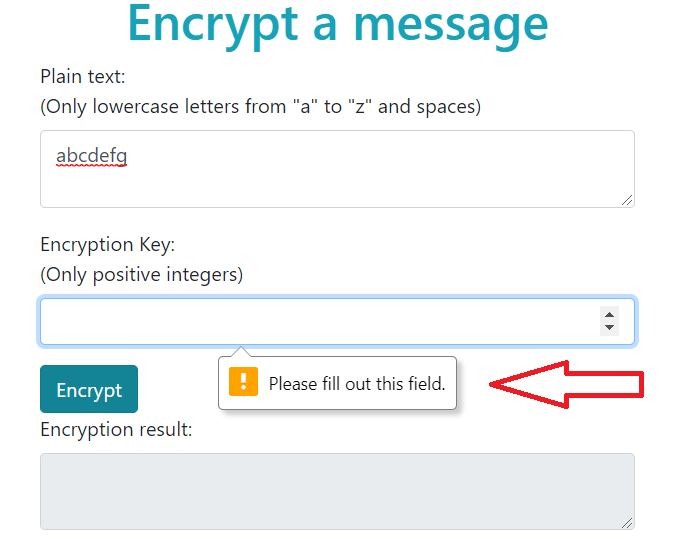 Encrypt a message
Plain text:
(Only lowercase letters from "a" to "z" and spaces)
abcdefg
Encryption Key:
(Only positive integers)
Please fill out this field.
Encrypt
Encryption result: